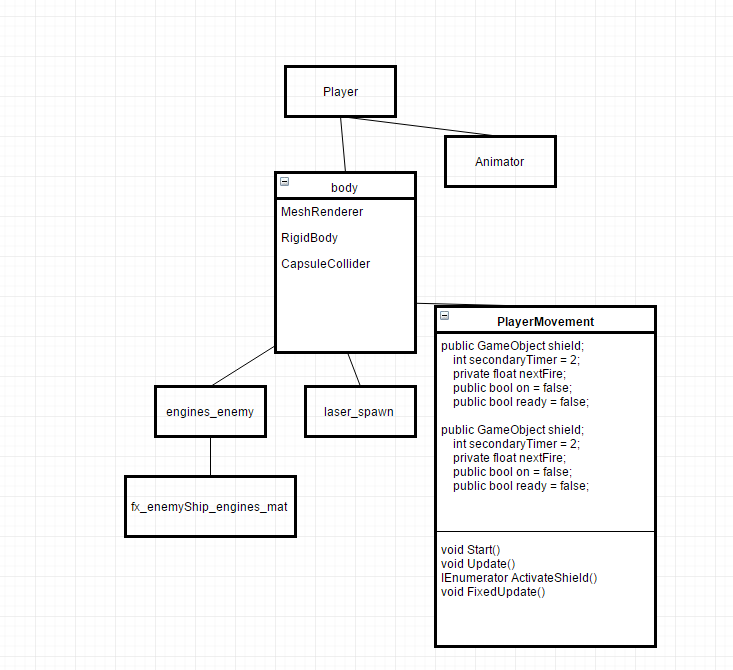 Player
Animator
body
MeshRenderer
RigidBody
CapsuleCollider
PlayerMovement
public GameObject shield;
int secondaryTimer = 2;
private float nextFire;
public bool on = false;
public bool ready = false;
public GameObject shield;
int secondaryTimer = 2;
private float nextFire;
public bool on = false;
public bool ready = false;
void Start()
void Update()
IEnumerator ActivateShield()
void FixedUpdate()
engines_enemy
laser_spawn
fx_enemyShip_engines_mat